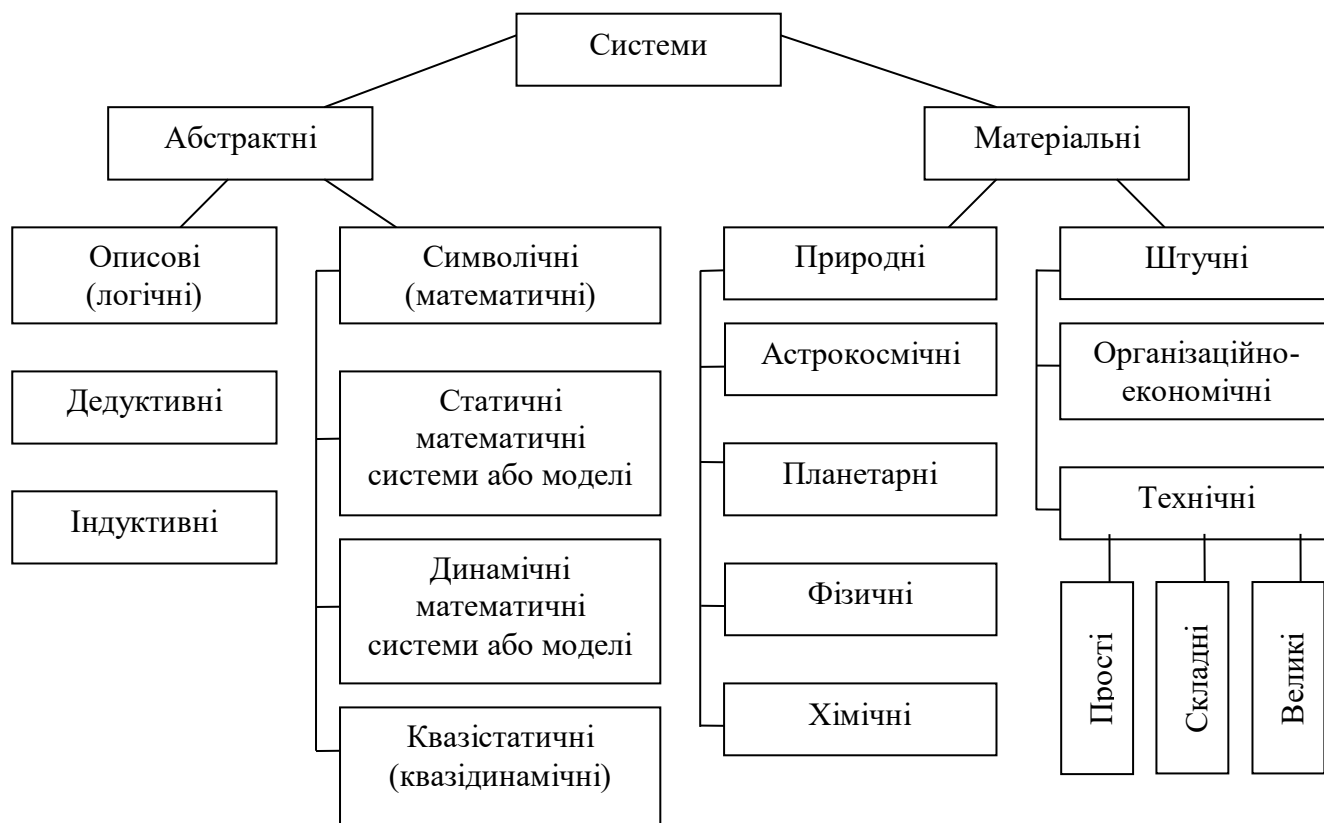 Системи
Абстрактні
Матеріальні
Описові
(логічні)
Символічні
(математичні)
Природні
Штучні
Дедуктивні
Статичні
математичні
системи або моделі
Астрокосмічні
Організаційно-
економічні
Індуктивні
Динамічні
математичні
системи або моделі
Планетарні
Технічні
Квазістатичні
(квазідинамічні)
Фізичні
Хімічні
Прості
Складні
Великі